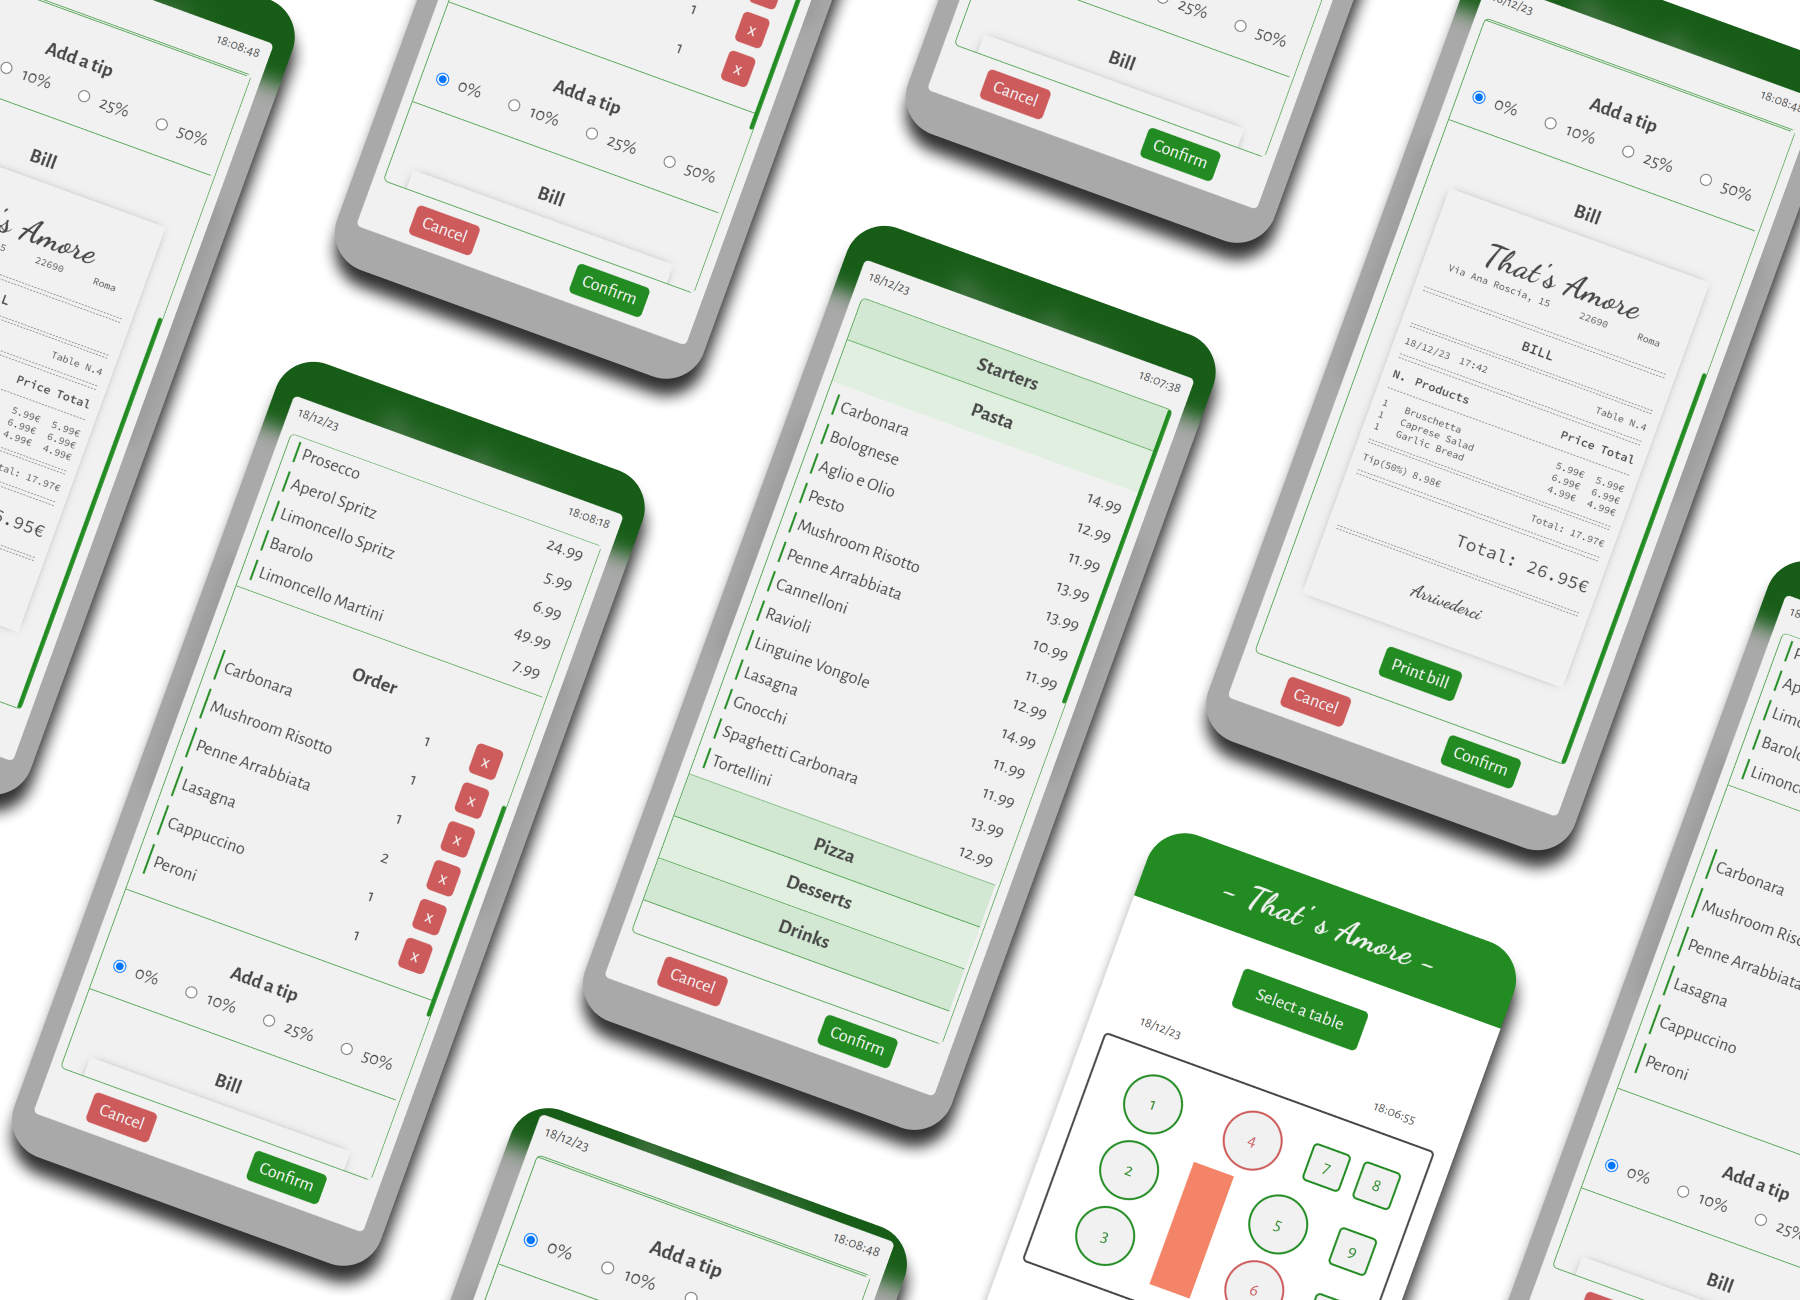 18:08:48
Add a tip
10%
25%
50%
Bill
's Amore
22690
Roma
Table N.4
Price Total
5.99€ 5.99€
6.99€ 6.99€
4.99€ 4.99€
17.97€
1
x
1
x
Add a tip
0%
10%
25%
50%
Bill
Cancel
Confirm
25%
50%
Bill
Cancel
Confirm
18/12/23
18:08:48
Add a tip
0%
10%
25%
50%
Bill
That's Amore
Via Ana Roscia, 15
22690
Roma
BILL
18/12/23 17:42
Table N.4
N. Products
Price Total
1 Bruschetta 5.99€ 5.99€
1 Caprese Salad 6.99€ 6.99€
1 Garlic Bread 4.99€ 4.99€
Tip(50%) 8.98€
Total: 17.97€
Total: 26.95€
Arrivederci
Print bill
Cancel
Confirm
18/12/23
18:08:18
Prosecco 24.99
Aperol Spritz 5.99
Limoncello Spritz 6.99
Barolo 49.99
Limoncello Martini 7.99
Order
Carbonara 1 x
Mushroom Risotto 1 x
Penne Arrabbiata 1 x
Lasagna 2 x
Cappuccino 1 x
Peroni 1 x
Add a tip
0%
10%
25%
50%
Bill
Cancel
Confirm
18/12/23
18:07:38
Starters
Pasta
Carbonara 14.99
Bolognese 12.99
Aglio e Olio 11.99
Pesto 13.99
Mushroom Risotto 13.99
Penne Arrabbiata 10.99
Cannelloni 11.99
Ravioli 12.99
Linguine Vongole 14.99
Lasagna 11.99
Gnocchi 11.99
Spaghetti Carbonara 13.99
Tortellini 12.99
Pizza
Desserts
Drinks
Cancel
Confirm
18/12/23
18:08:48
Add a tip
0%
10%
- That's Amore -
Select a table
18/12/23
18:06:55
1
2
3
4
5
6
7
8
9
Barolo
Carbonara
Mushroom
Penne Arrabbiata
Lasagna
Cappuccino
Peroni
Add a tip
0%
10%
25%
Bill